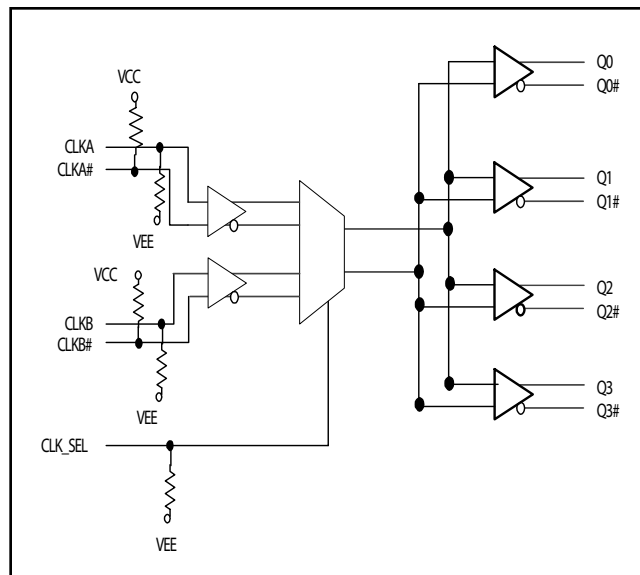 VCC
CLKA
CLKA#
VEE
VCC
CLKB
CLKB#
VEE
CLK_SEL
VEE
Q0
Q0#
Q1
Q1#
Q2
Q2#
Q3
Q3#